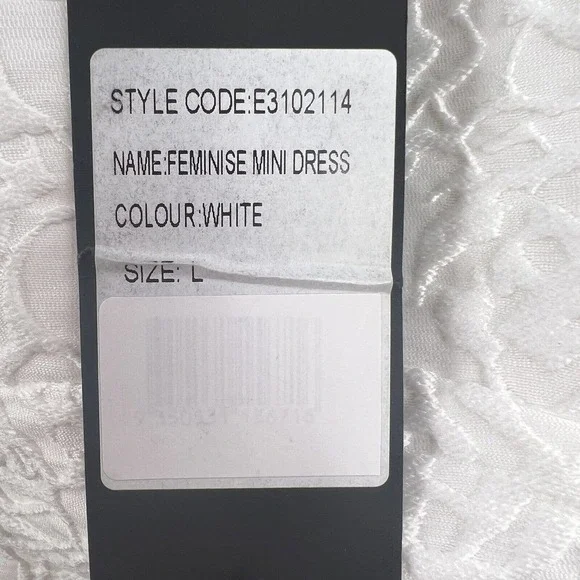 STYLE CODE:E3102114
NAME:FEMINISE MINI DRESS
COLOUR:WHITE
SIZE: L